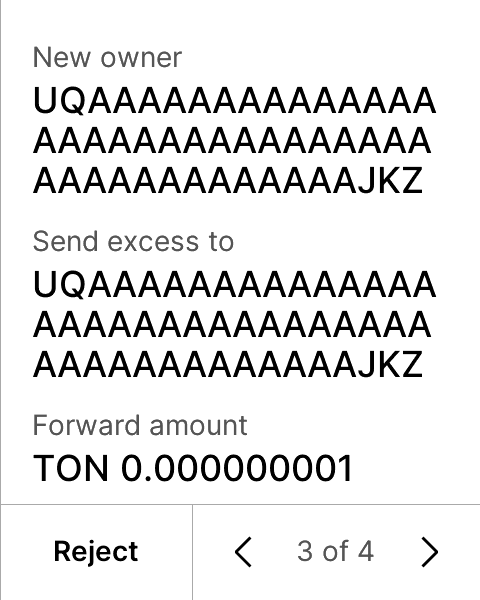 New owner
UQAAAAAAAAAAAAAA
AAAAAAAAAAAAAAAA
AAAAAAAAAAAAAJKZ
Send excess to
UQAAAAAAAAAAAAAA
AAAAAAAAAAAAAAAA
AAAAAAAAAAAAAJKZ
Forward amount
TON 0.000000001
Reject
3 of 4